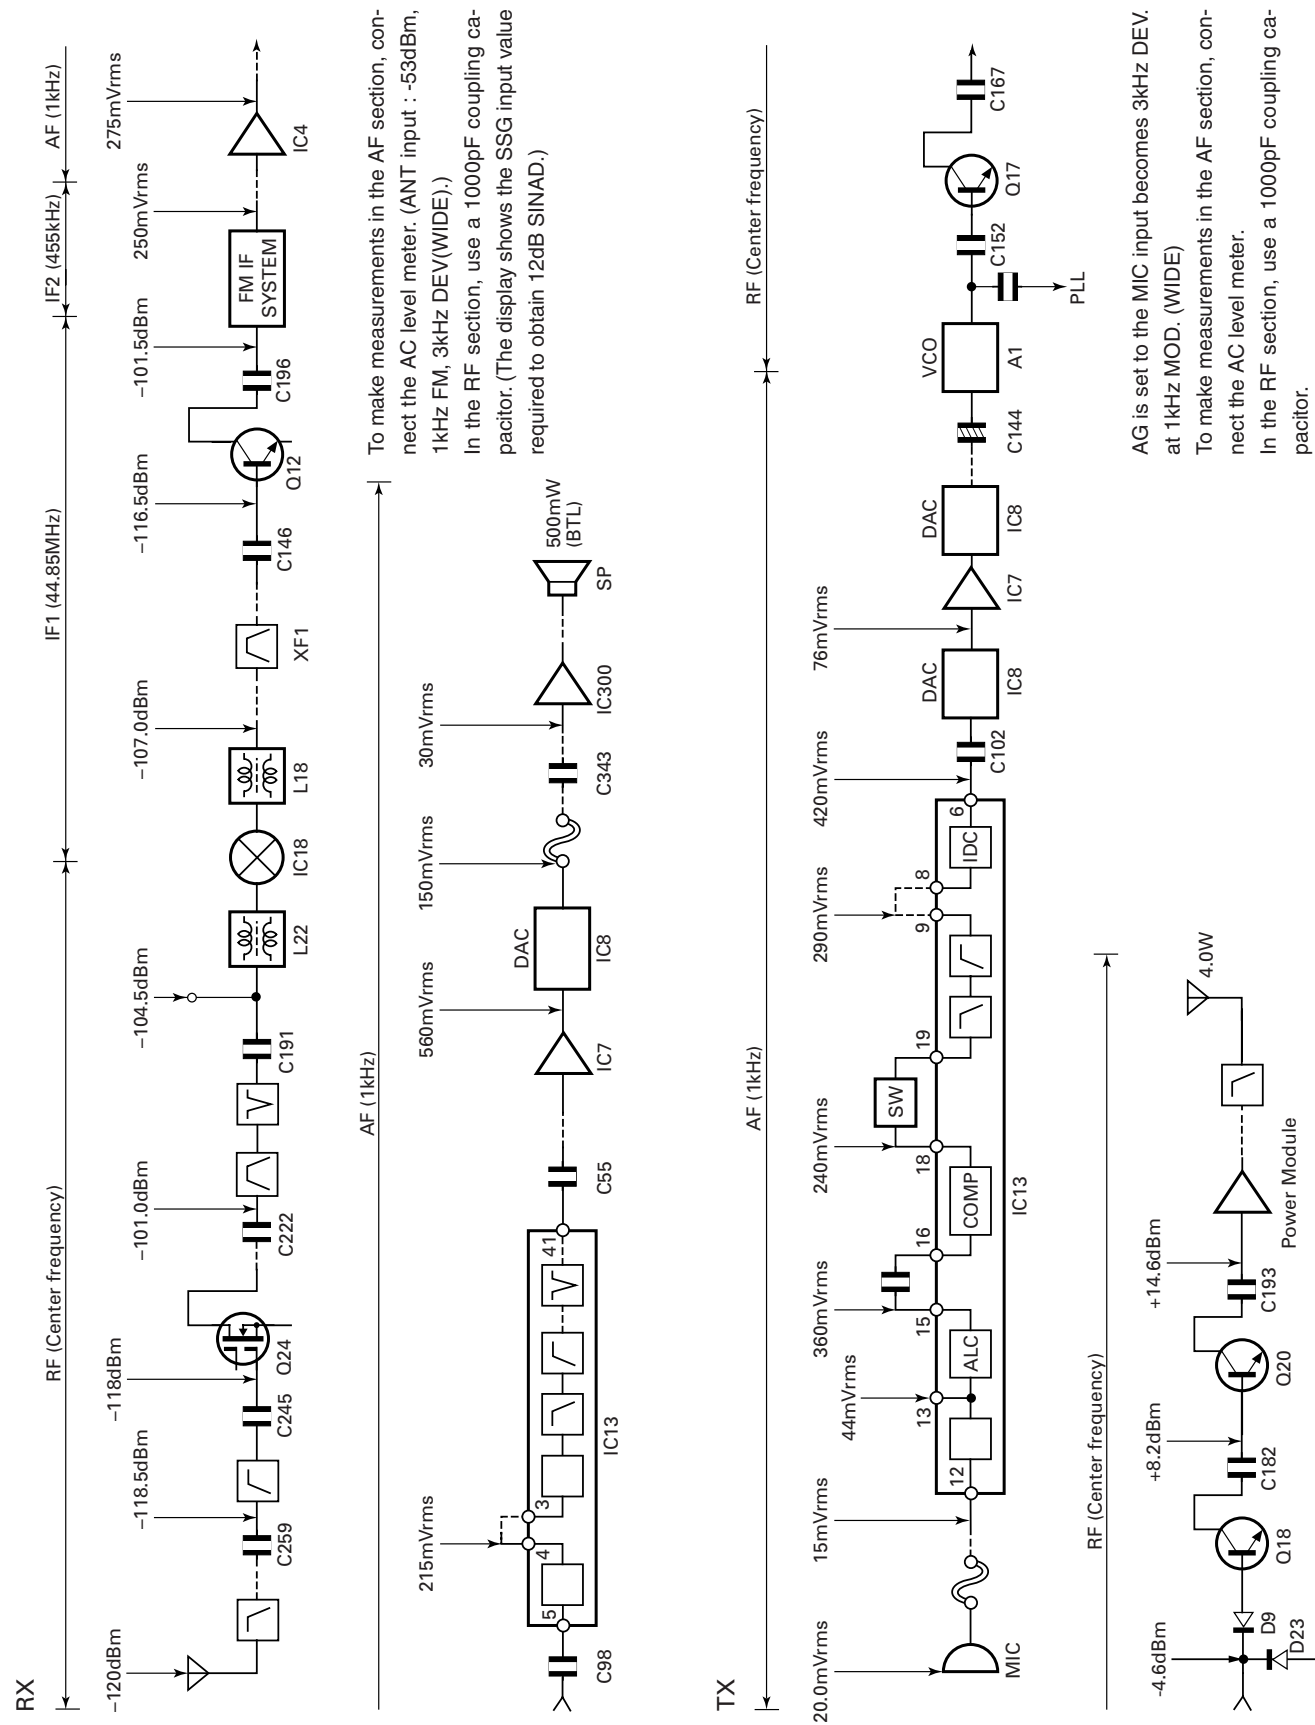 RX
RF (Center frequency)
IF1 (44.85MHz)
IF2 (455kHz)
AF (1kHz)
−120dBm
−118.5dBm
−118dBm
−101.0dBm
−104.5dBm
−107.0dBm
−116.5dBm
−101.5dBm
250mVrms
275mVrms
FM IF
SYSTEM
C259
C245
Q24
C222
C191
L22
IC18
L18
XF1
C146
Q12
C196
IC4
AF (1kHz)
To make measurements in the AF section, con-
nect the AC level meter. (ANT input : -53dBm,
1kHz FM, 3kHz DEV(WIDE).)
In the RF section, use a 1000pF coupling ca-
pacitor. (The display shows the SSG input value
required to obtain 12dB SINAD.)
215mVrms
560mVrms
150mVrms
30mVrms
500mW
(BTL)
DAC
5
4
3
41
C98
IC13
C55
IC7
IC8
C343
IC300
SP
TX
AF (1kHz)
RF (Center frequency)
20.0mVrms
15mVrms
44mVrms
360mVrms
240mVrms
290mVrms
420mVrms
76mVrms
SW
12
13
15
16
18
19
9
8
6
ALC
COMP
IDC
DAC
DAC
VCO
MIC
IC13
C102
IC8
IC7
IC8
C144
A1
C152
Q17
C167
PLL
RF (Center frequency)
-4.6dBm
+8.2dBm
+14.6dBm
4.0W
D9
D23
Q18
C182
Q20
C193
Power Module
AG is set to the MIC input becomes 3kHz DEV.
at 1kHz MOD. (WIDE)
To make measurements in the AF section, con-
nect the AC level meter.
In the RF section, use a 1000pF coupling ca-
pacitor.